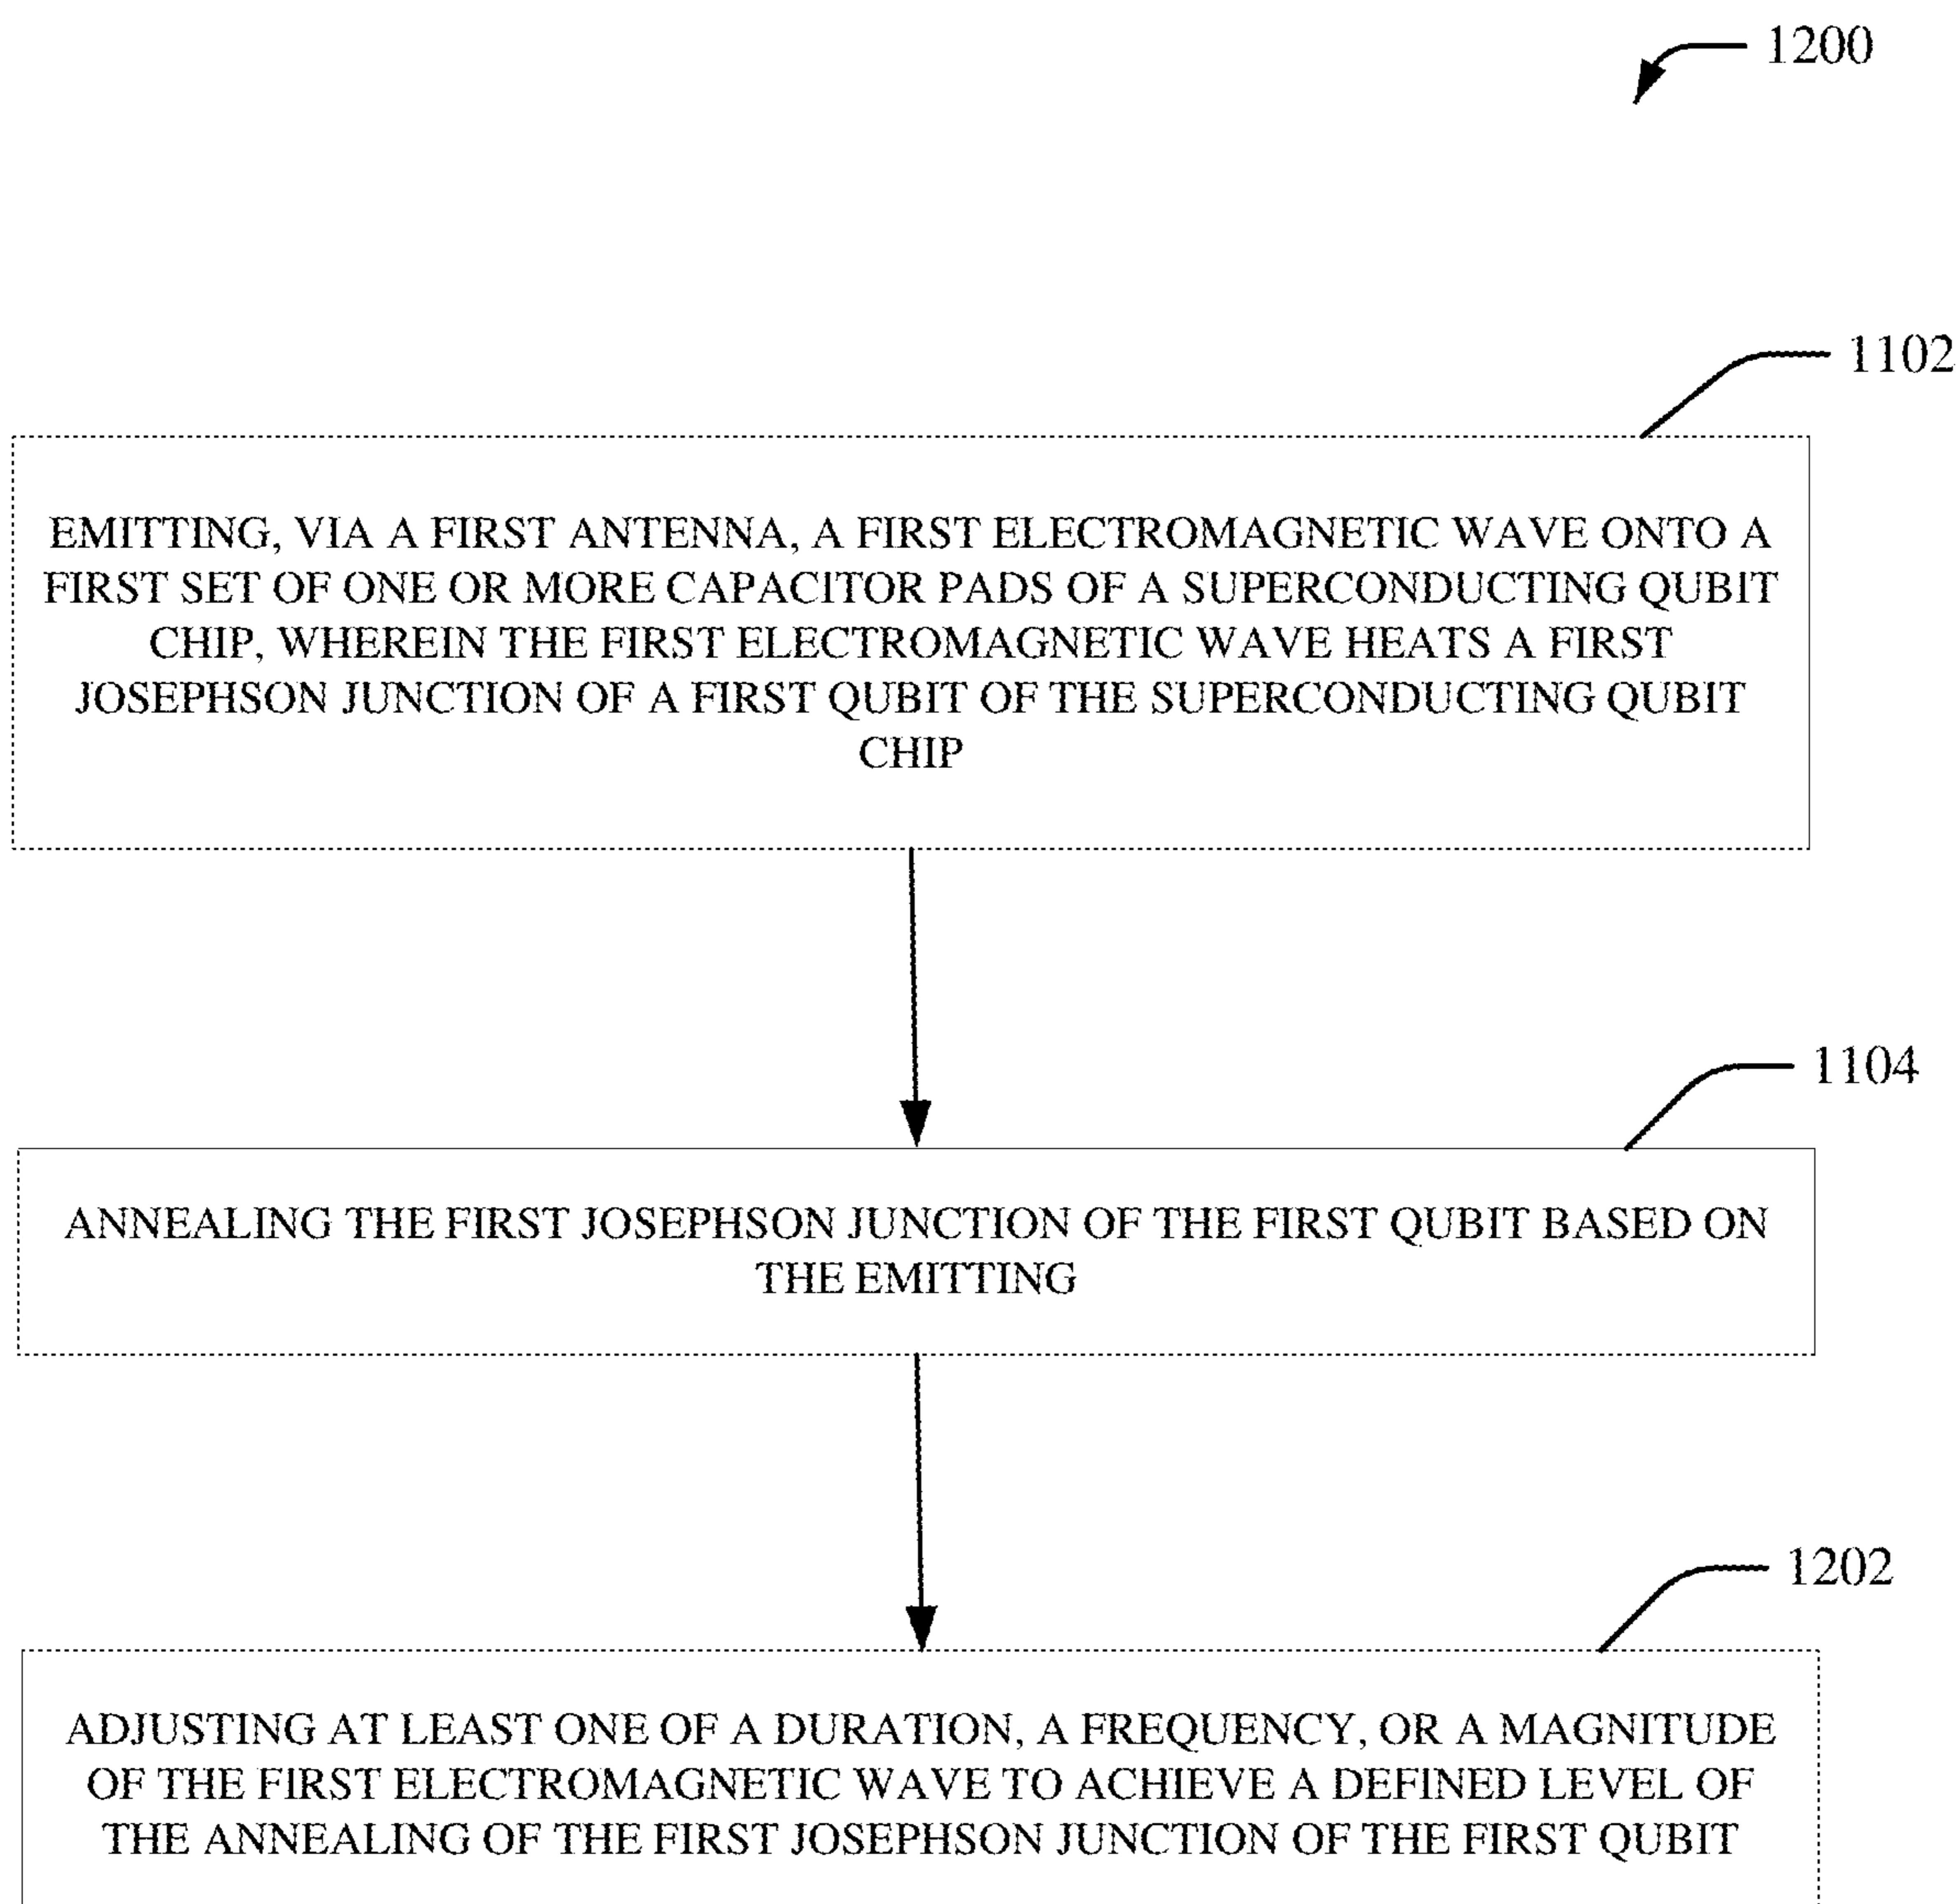 1200
1102
EMITTING, VIA A FIRST ANTENNA, A FIRST ELECTROMAGNETIC WAVE ONTO A
FIRST SET OF ONE OR MORE CAPACITOR PADS OF A SUPERCONDUCTING QUBIT
CHIP, WHEREIN THE FIRST ELECTROMAGNETIC WAVE HEATS A FIRST
JOSEPHSON JUNCTION OF A FIRST QUBIT OF THE SUPERCONDUCTING QUBIT
CHIP
1104
ANNEALING THE FIRST JOSEPHSON JUNCTION OF THE FIRST QUBIT BASED ON
THE EMITTING
1202
ADJUSTING AT LEAST ONE OF A DURATION, A FREQUENCY, OR A MAGNITUDE
OF THE FIRST ELECTROMAGNETIC WAVE TO ACHIEVE A DEFINED LEVEL OF
THE ANNEALING OF THE FIRST JOSEPHSON JUNCTION OF THE FIRST QUBIT